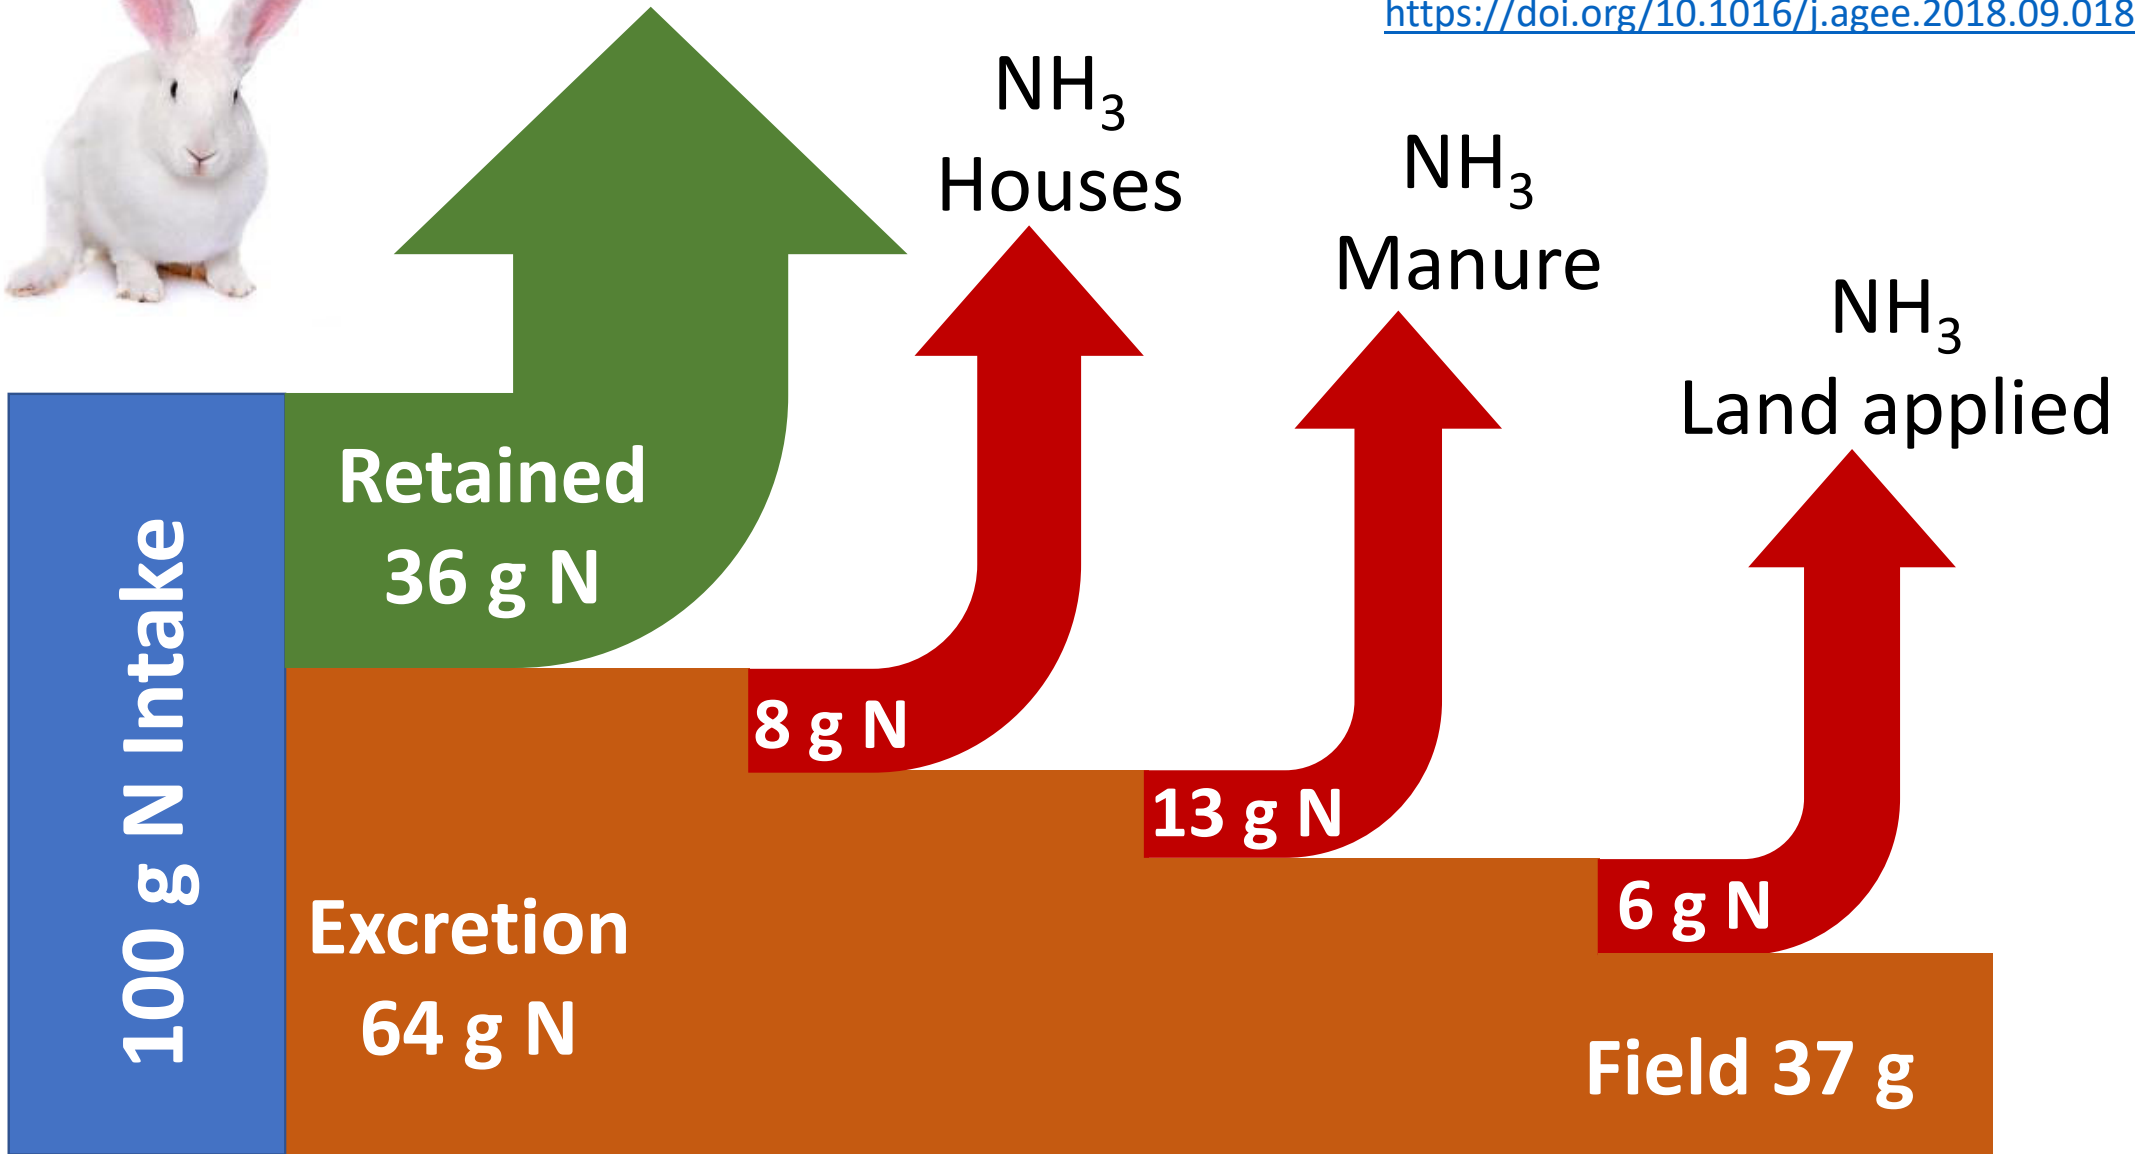 https://doi.org/10.1016/j.agee.2018.09.018
NH₃
Houses
NH₃
Manure
NH₃
Land applied
100 g N Intake
Retained
36 g N
8 g N
13 g N
6 g N
Excretion
64 g N
Field 37 g